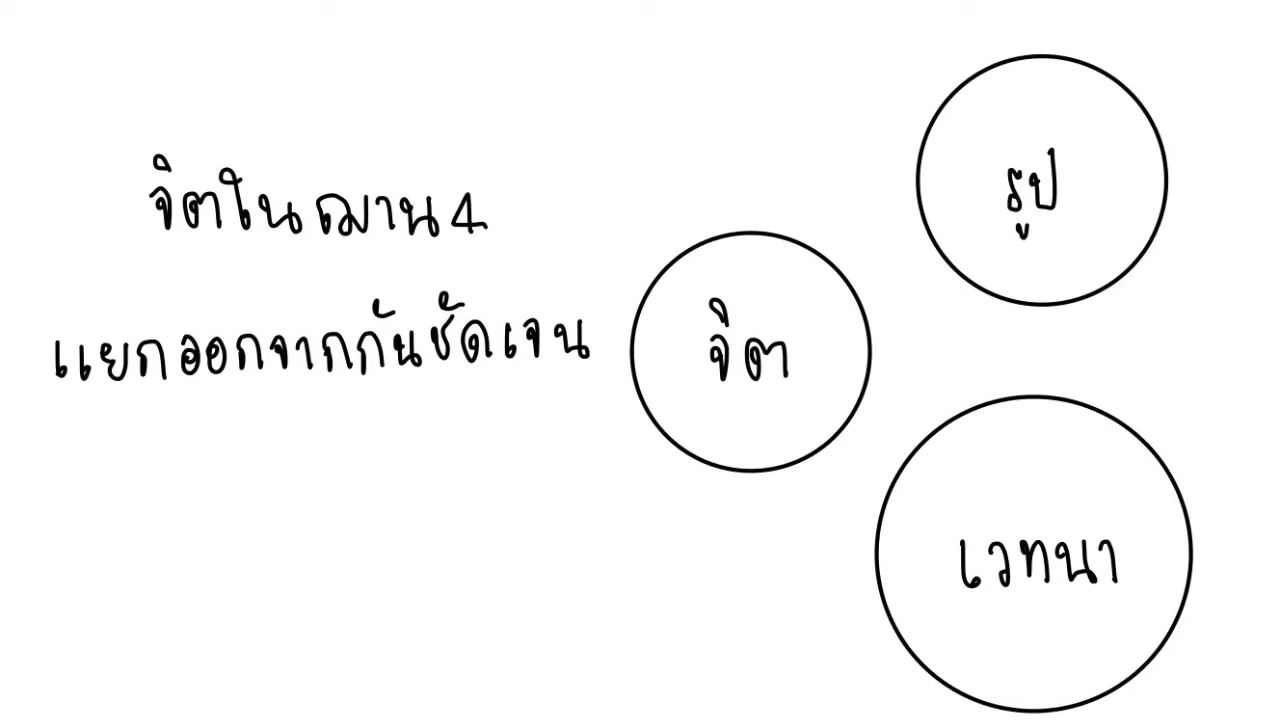 จิตในฌาน 4
แยกออกจากกันชัดเจน
รูป
จิต
เวทนา